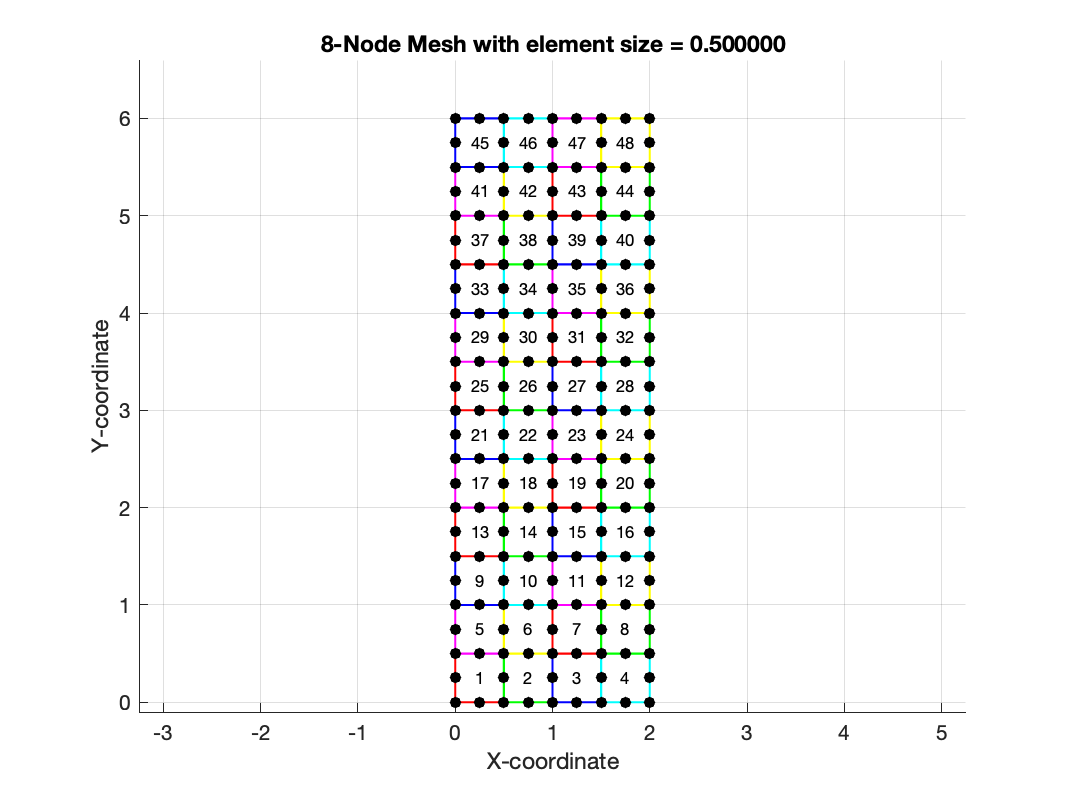 8-Node Mesh with element size = 0.500000
6
45 46 47 48
41 42 43 44
5
37 38 39 40
33 34 35 36
4
29 30 31 32
25 26 27 28
3
21 22 23 24
17 18 19 20
2
13 14 15 16
9 10 11 12
1
5 6 7 8
1 2 3 4
0
-3 -2 -1 0 1 2 3 4 5
X-coordinate
Y-coordinate